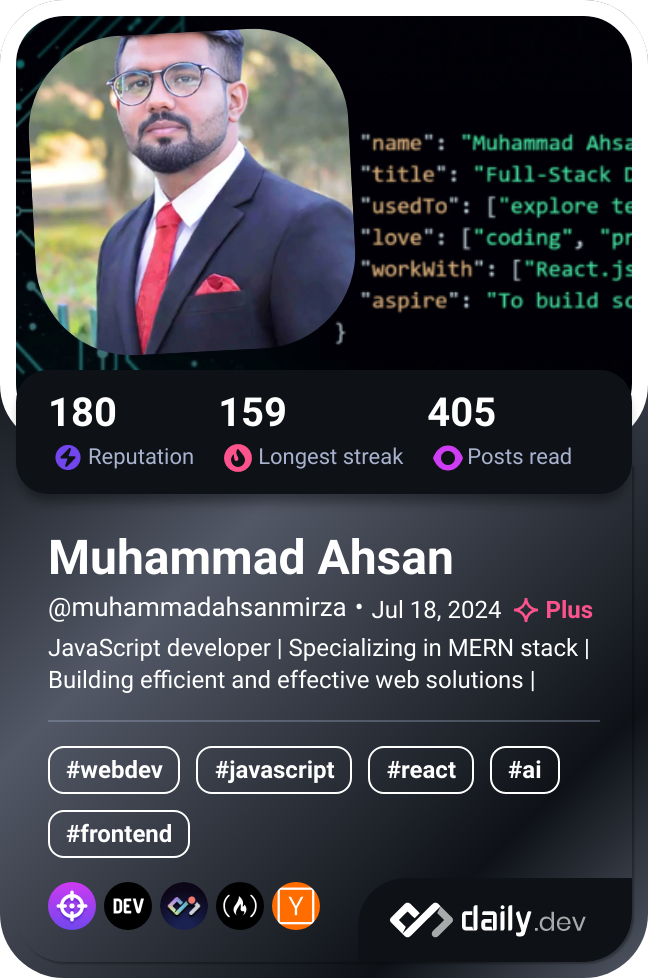 "name": "Muhammad Ahsa
"title": "Full-Stack D
"usedTo": ["explore te
"love": ["coding", "pr
"workWith": ["React.js
"aspire": "To build sc
}
180 159 405
Reputation Longest streak Posts read
Muhammad Ahsan
@muhammadahsanmirza • Jul 18, 2024 Plus
JavaScript developer | Specializing in MERN stack |
Building efficient and effective web solutions |
#webdev #javascript #react #ai
#frontend
DEV Y daily.dev